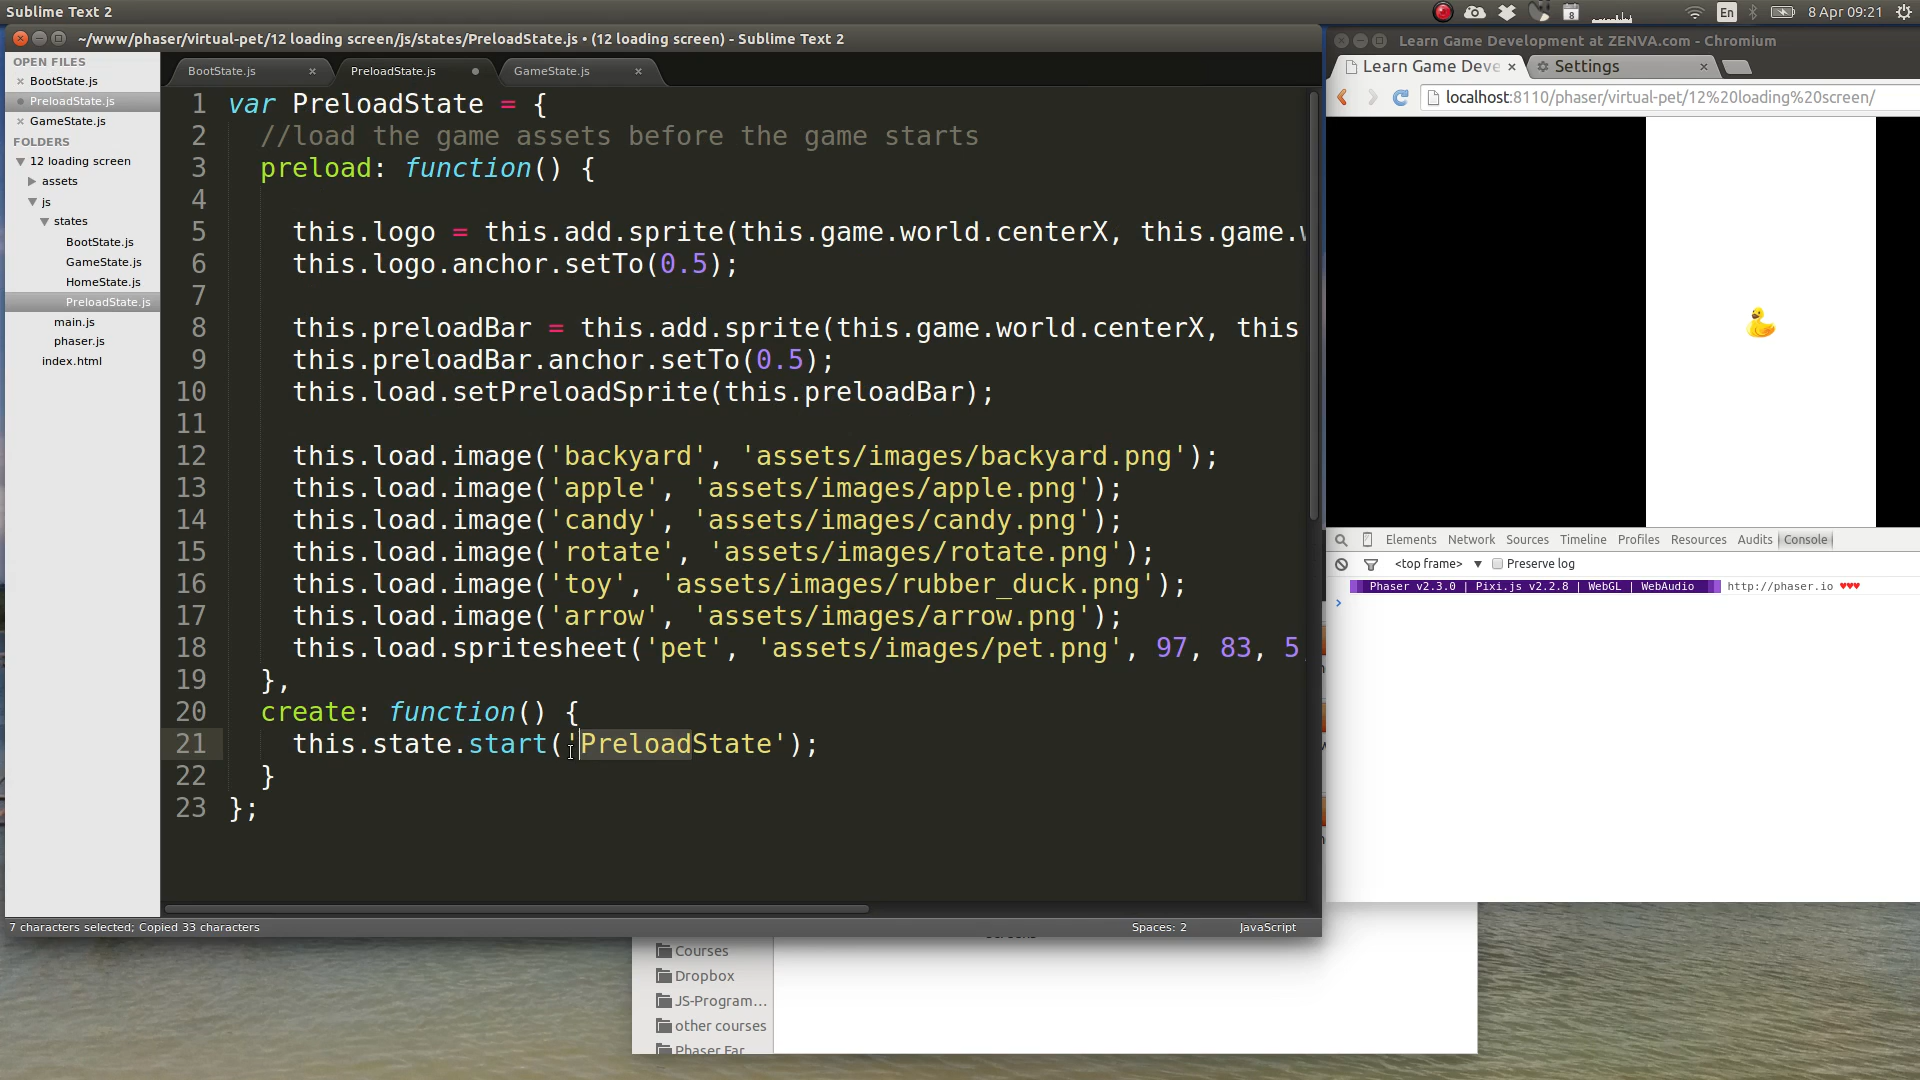 Sublime Text 2
En
8 Apr 09:21
~/www/phaser/virtual-pet/12 loading screen/js/states/PreloadState.js • (12 loading screen) - Sublime Text 2
OPEN FILES
BootState.js
PreloadState.js
GameState.js
FOLDERS
12 loading screen
assets
js
states
BootState.js
GameState.js
HomeState.js
PreloadState.js
main.js
phaser.js
index.html
BootState.js
PreloadState.js
GameState.js
1 var PreloadState = {
2 //load the game assets before the game starts
3 preload: function() {
4
5 this.logo = this.add.sprite(this.game.world.centerX, this.game.w
6 this.logo.anchor.setTo(0.5);
7
8 this.preloadBar = this.add.sprite(this.game.world.centerX, this
9 this.preloadBar.anchor.setTo(0.5);
10 this.load.setPreloadSprite(this.preloadBar);
11
12 this.load.image('backyard', 'assets/images/backyard.png');
13 this.load.image('apple', 'assets/images/apple.png');
14 this.load.image('candy', 'assets/images/candy.png');
15 this.load.image('rotate', 'assets/images/rotate.png');
16 this.load.image('toy', 'assets/images/rubber_duck.png');
17 this.load.image('arrow', 'assets/images/arrow.png');
18 this.load.spritesheet('pet', 'assets/images/pet.png', 97, 83, 5
19 },
20 create: function() {
21 this.state.start('PreloadState');
22 }
23 };
7 characters selected; Copied 33 characters
Spaces: 2
JavaScript
Learn Game Development at ZENVA.com - Chromium
Learn Game Deve
Settings
localhost:8110/phaser/virtual-pet/12%20loading%20screen/
Elements Network Sources Timeline Profiles Resources Audits Console
<top frame> Preserve log
Phaser v2.3.0 | Pixi.js v2.2.8 | WebGL | WebAudio http://phaser.io ♥♥♥
Courses
Dropbox
JS-Program...
other courses
Phaser Far